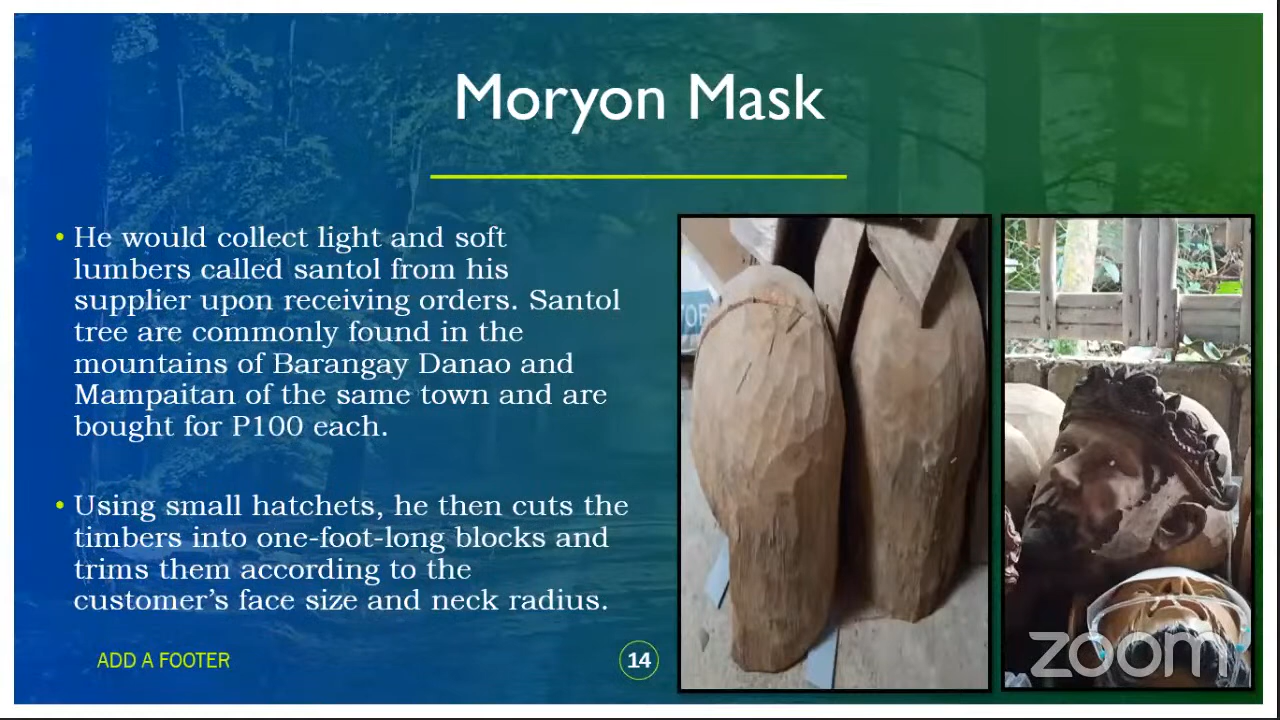 Moryon Mask
• He would collect light and soft
lumbers called santol from his
supplier upon receiving orders. Santol
tree are commonly found in the
mountains of Barangay Danao and
Mampaitan of the same town and are
bought for P100 each.
• Using small hatchets, he then cuts the
timbers into one-foot-long blocks and
trims them according to the
customer's face size and neck radius.
ADD A FOOTER
14
zoom